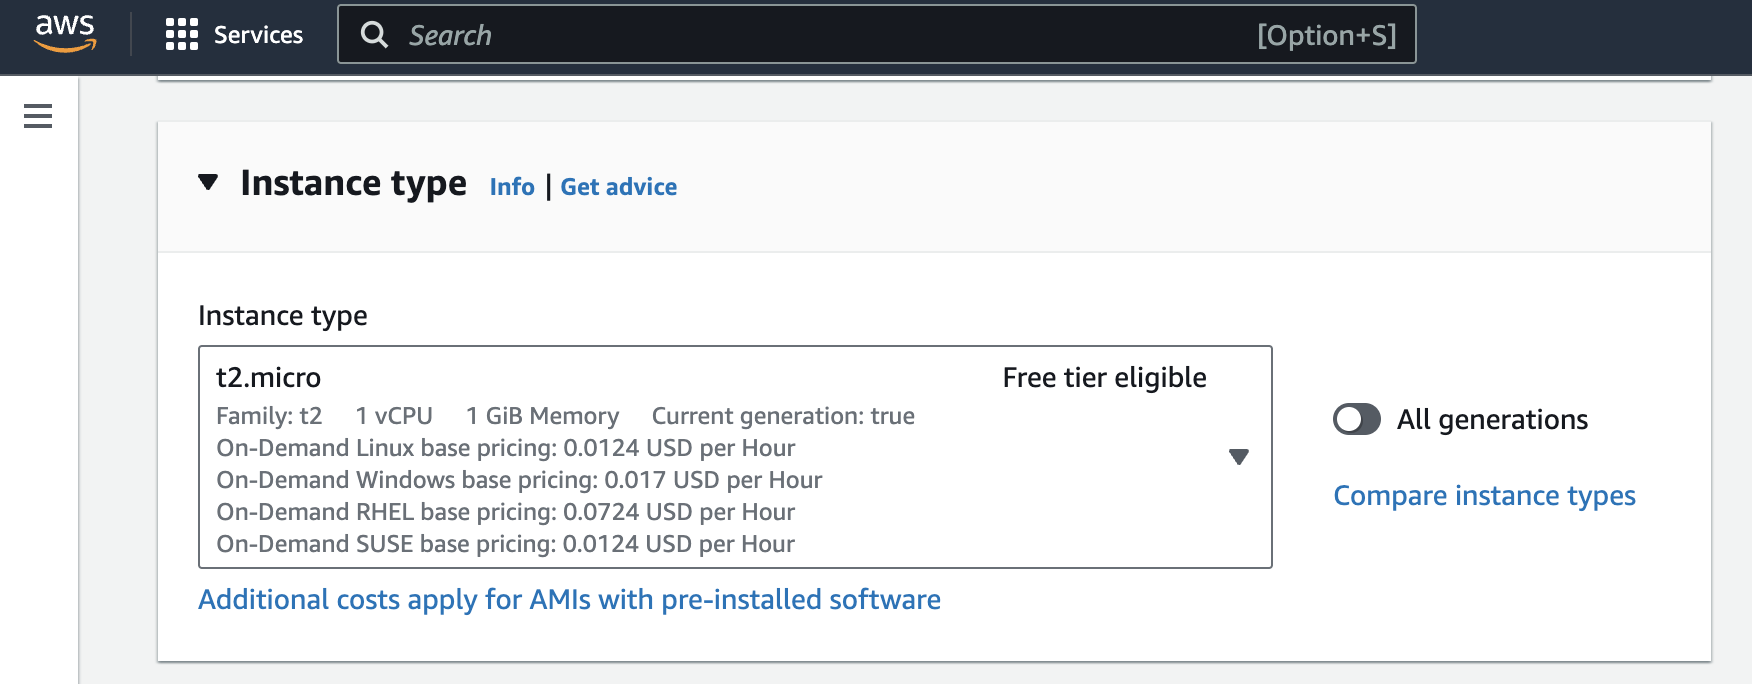 aws Services Search [Option+S]
Instance type Info | Get advice
Instance type
t2.micro Free tier eligible
Family: t2 1 vCPU 1 GiB Memory Current generation: true
On-Demand Linux base pricing: 0.0124 USD per Hour
On-Demand Windows base pricing: 0.017 USD per Hour
On-Demand RHEL base pricing: 0.0724 USD per Hour
On-Demand SUSE base pricing: 0.0124 USD per Hour
All generations
Compare instance types
Additional costs apply for AMIs with pre-installed software